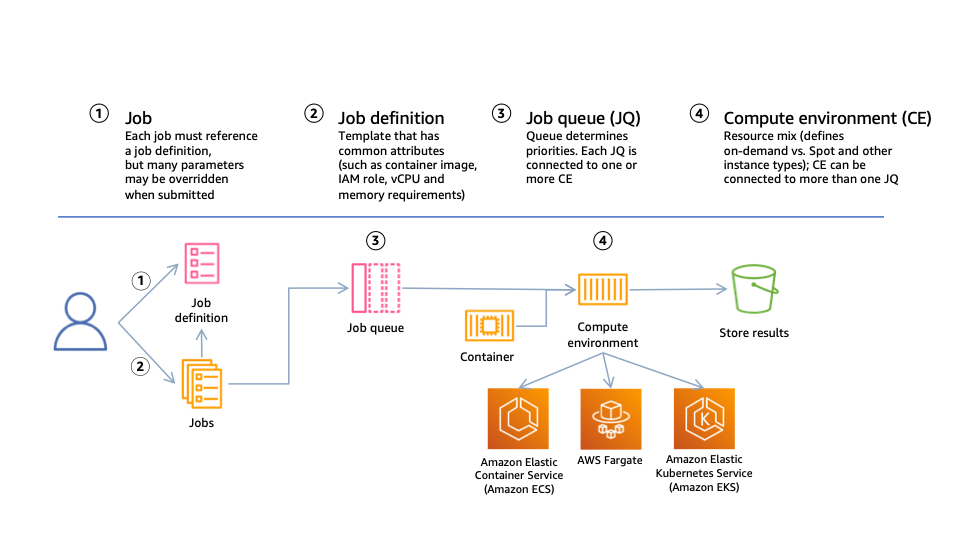 1 Job
Each job must reference
a job definition,
but many parameters
may be overridden
when submitted
2 Job definition
Template that has
common attributes
(such as container image,
IAM role, vCPU and
memory requirements)
3 Job queue (JQ)
Queue determines
priorities. Each JQ is
connected to one or
more CE
4 Compute environment (CE)
Resource mix (defines
on-demand vs. Spot and other
instance types); CE can be
connected to more than one JQ
1
Job
definition
2
Jobs
3
Job queue
Container
4
Compute
environment
Store results
Amazon Elastic
Container Service
(Amazon ECS)
AWS Fargate
K
Amazon Elastic
Kubernetes Service
(Amazon EKS)